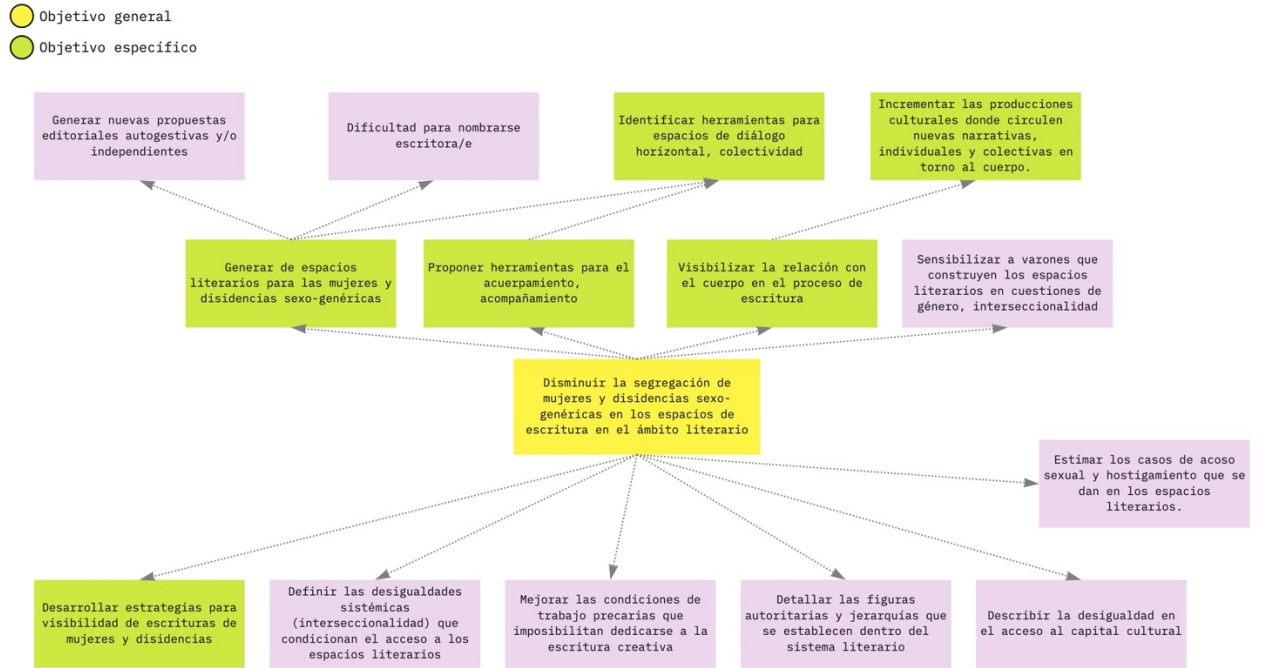 Objetivo general
Objetivo específico
Generar nuevas propuestas
editoriales autogestivas y/o
independientes
Dificultad para nombrarse
escritora/e
Identificar herramientas para
espacios de diálogo
horizontal, colectividad
Incrementar las producciones
culturales donde circulen
nuevas narrativas,
individuales y colectivas en
torno al cuerpo.
Generar de espacios
literarios para las mujeres y
disidencias sexo-genéricas
Proponer herramientas para el
acuerpamiento,
acompañamiento
Visibilizar la relación con
el cuerpo en el proceso de
escritura
Sensibilizar a varones que
construyen los espacios
literarios en cuestiones de
género, interseccionalidad
Disminuir la segregación de
mujeres y disidencias sexo-
genéricas en los espacios de
escritura en el ámbito literario
Estimar los casos de acoso
sexual y hostigamiento que se
dan en los espacios
literarios.
Desarrollar estrategias para
visibilidad de escrituras de
mujeres y disidencias
Definir las desigualdades
sistémicas
(interseccionalidad) que
condicionan el acceso a los
espacios literarios
Mejorar las condiciones de
trabajo precarias que
imposibilitan dedicarse a la
escritura creativa
Detallar las figuras
autoritarias y jerarquías que
se establecen dentro del
sistema literario
Describir la desigualdad en
el acceso al capital cultural